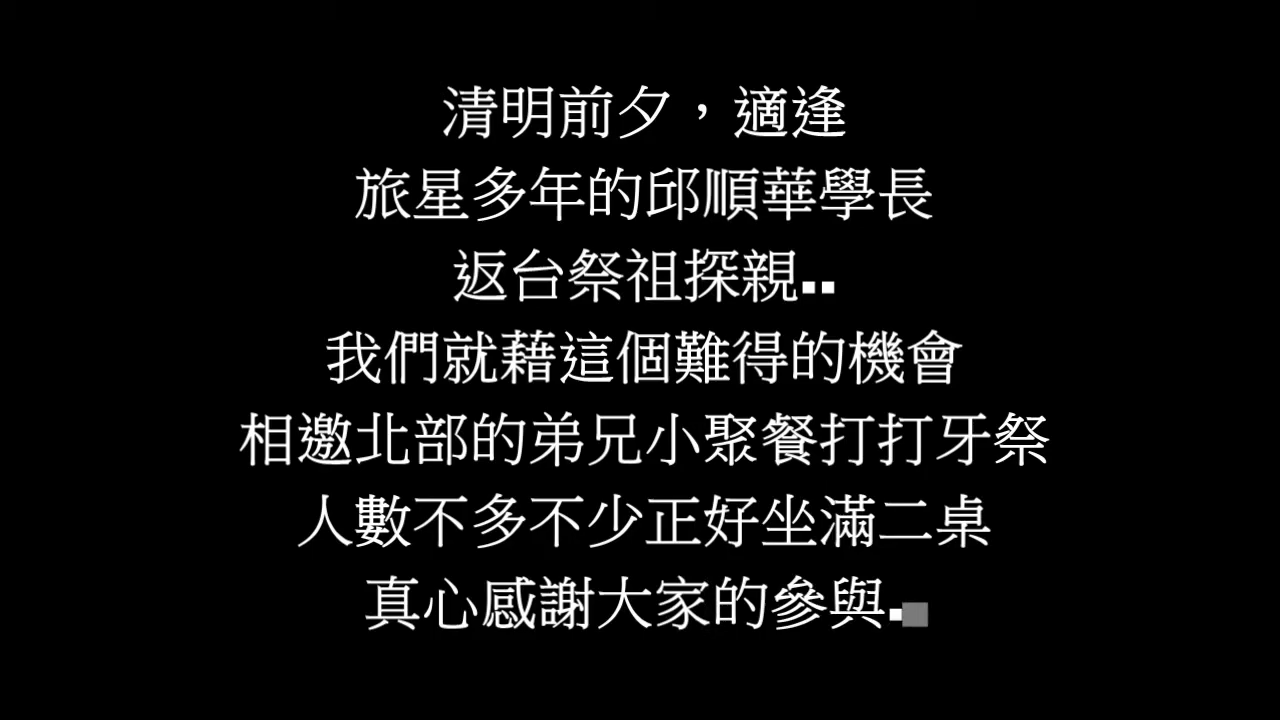 清明前夕，適逢
旅星多年的邱順華學長
返台祭祖探親..
我們就藉這個難得的機會
相邀北部的弟兄小聚餐打打牙祭
人數不多不少正好坐滿二桌
真心感謝大家的參與.